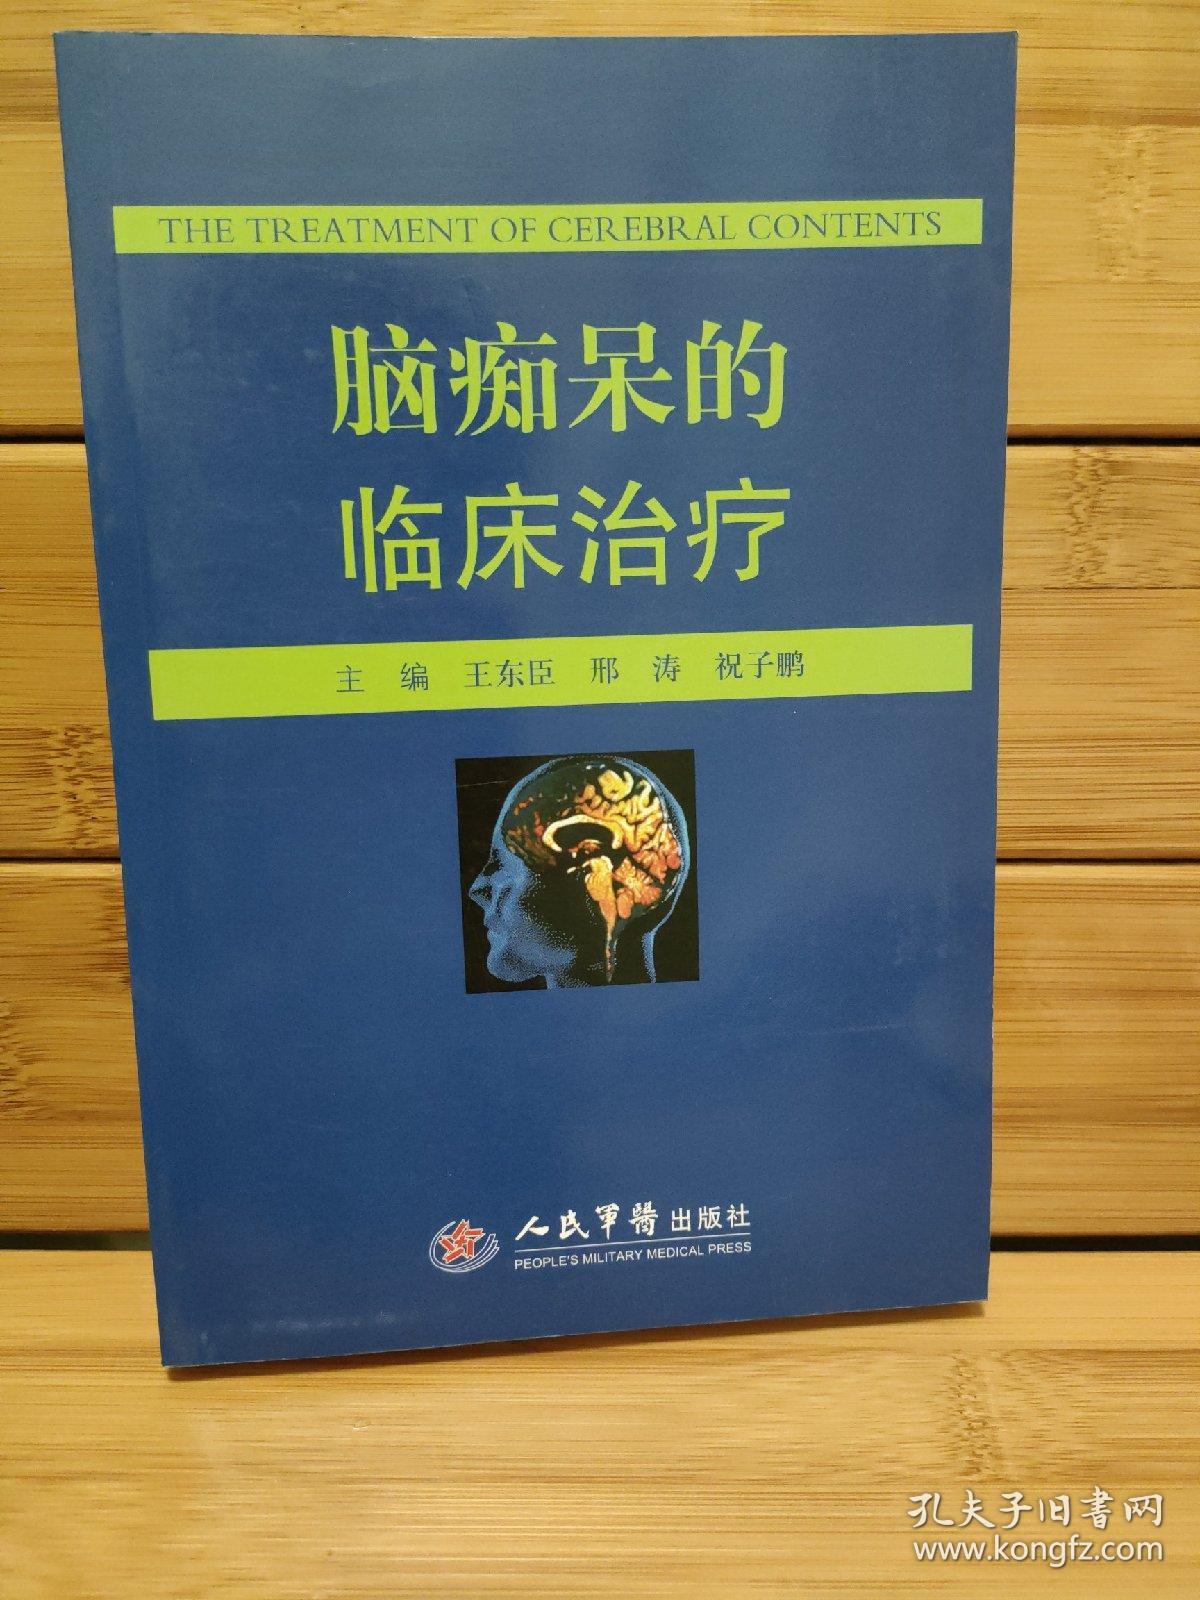 THE TREATMENT OF CEREBRAL CONTENTS
脑痴呆的
临床治疗
主 编 王东臣 邢 涛 祝子鹏
人民军醫出版社
PEOPLE'S MILITARY MEDICAL PRESS
孔夫子旧书网
www.kongfz.com